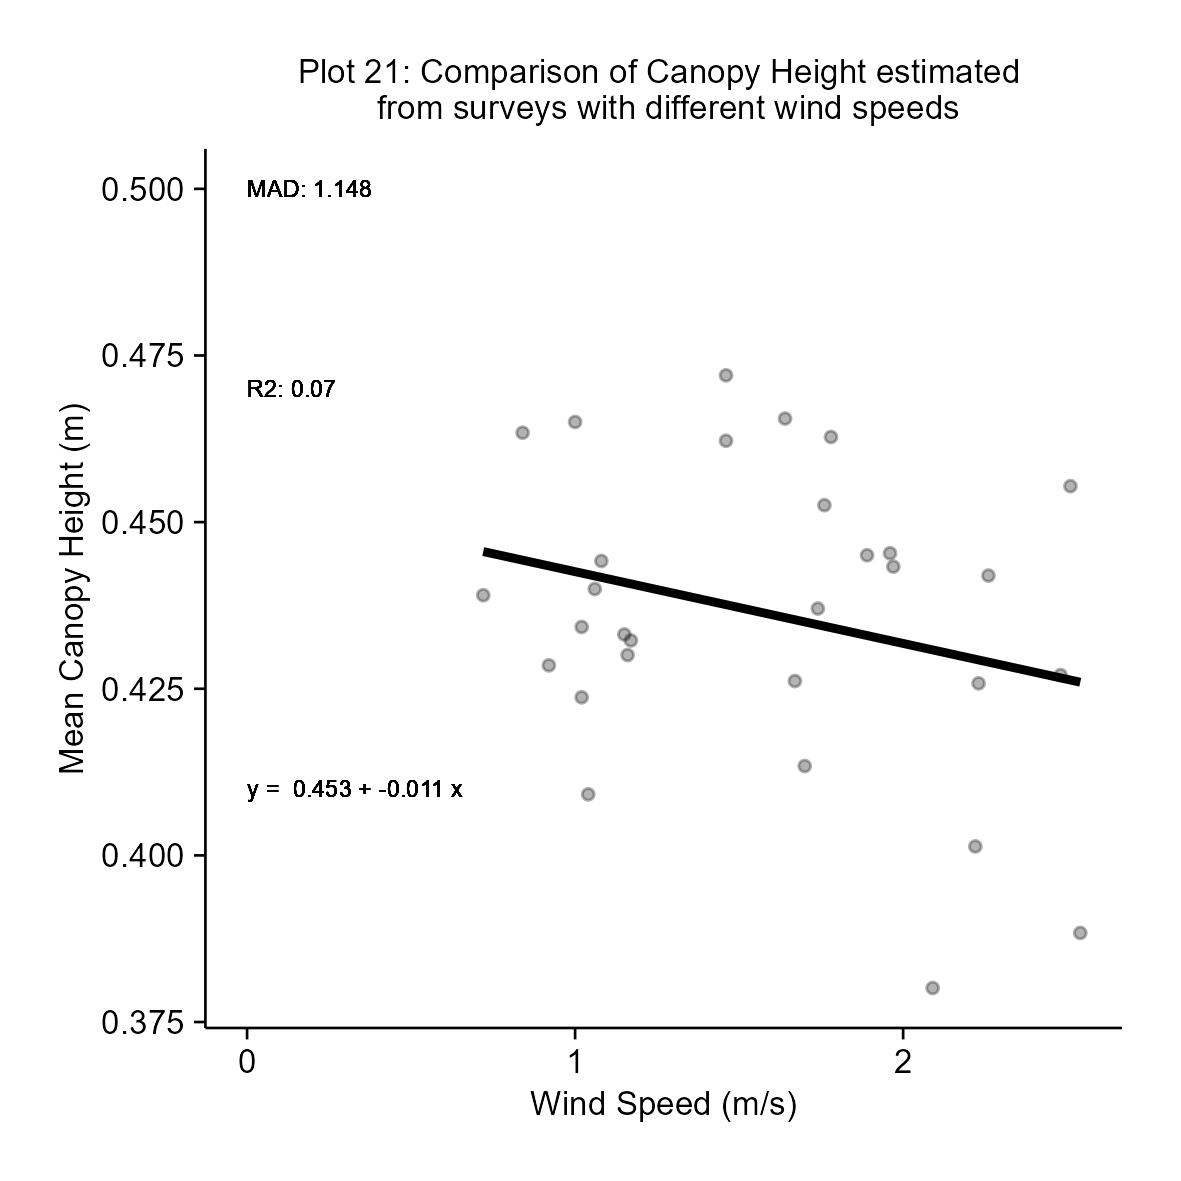 Plot 21: Comparison of Canopy Height estimated
from surveys with different wind speeds
0.500
MAD: 1.148
0.475
R2: 0.07
0.450
Mean Canopy Height (m)
0.425
y =  0.453 + -0.011 x
0.400
0.375
0
1
2
Wind Speed (m/s)